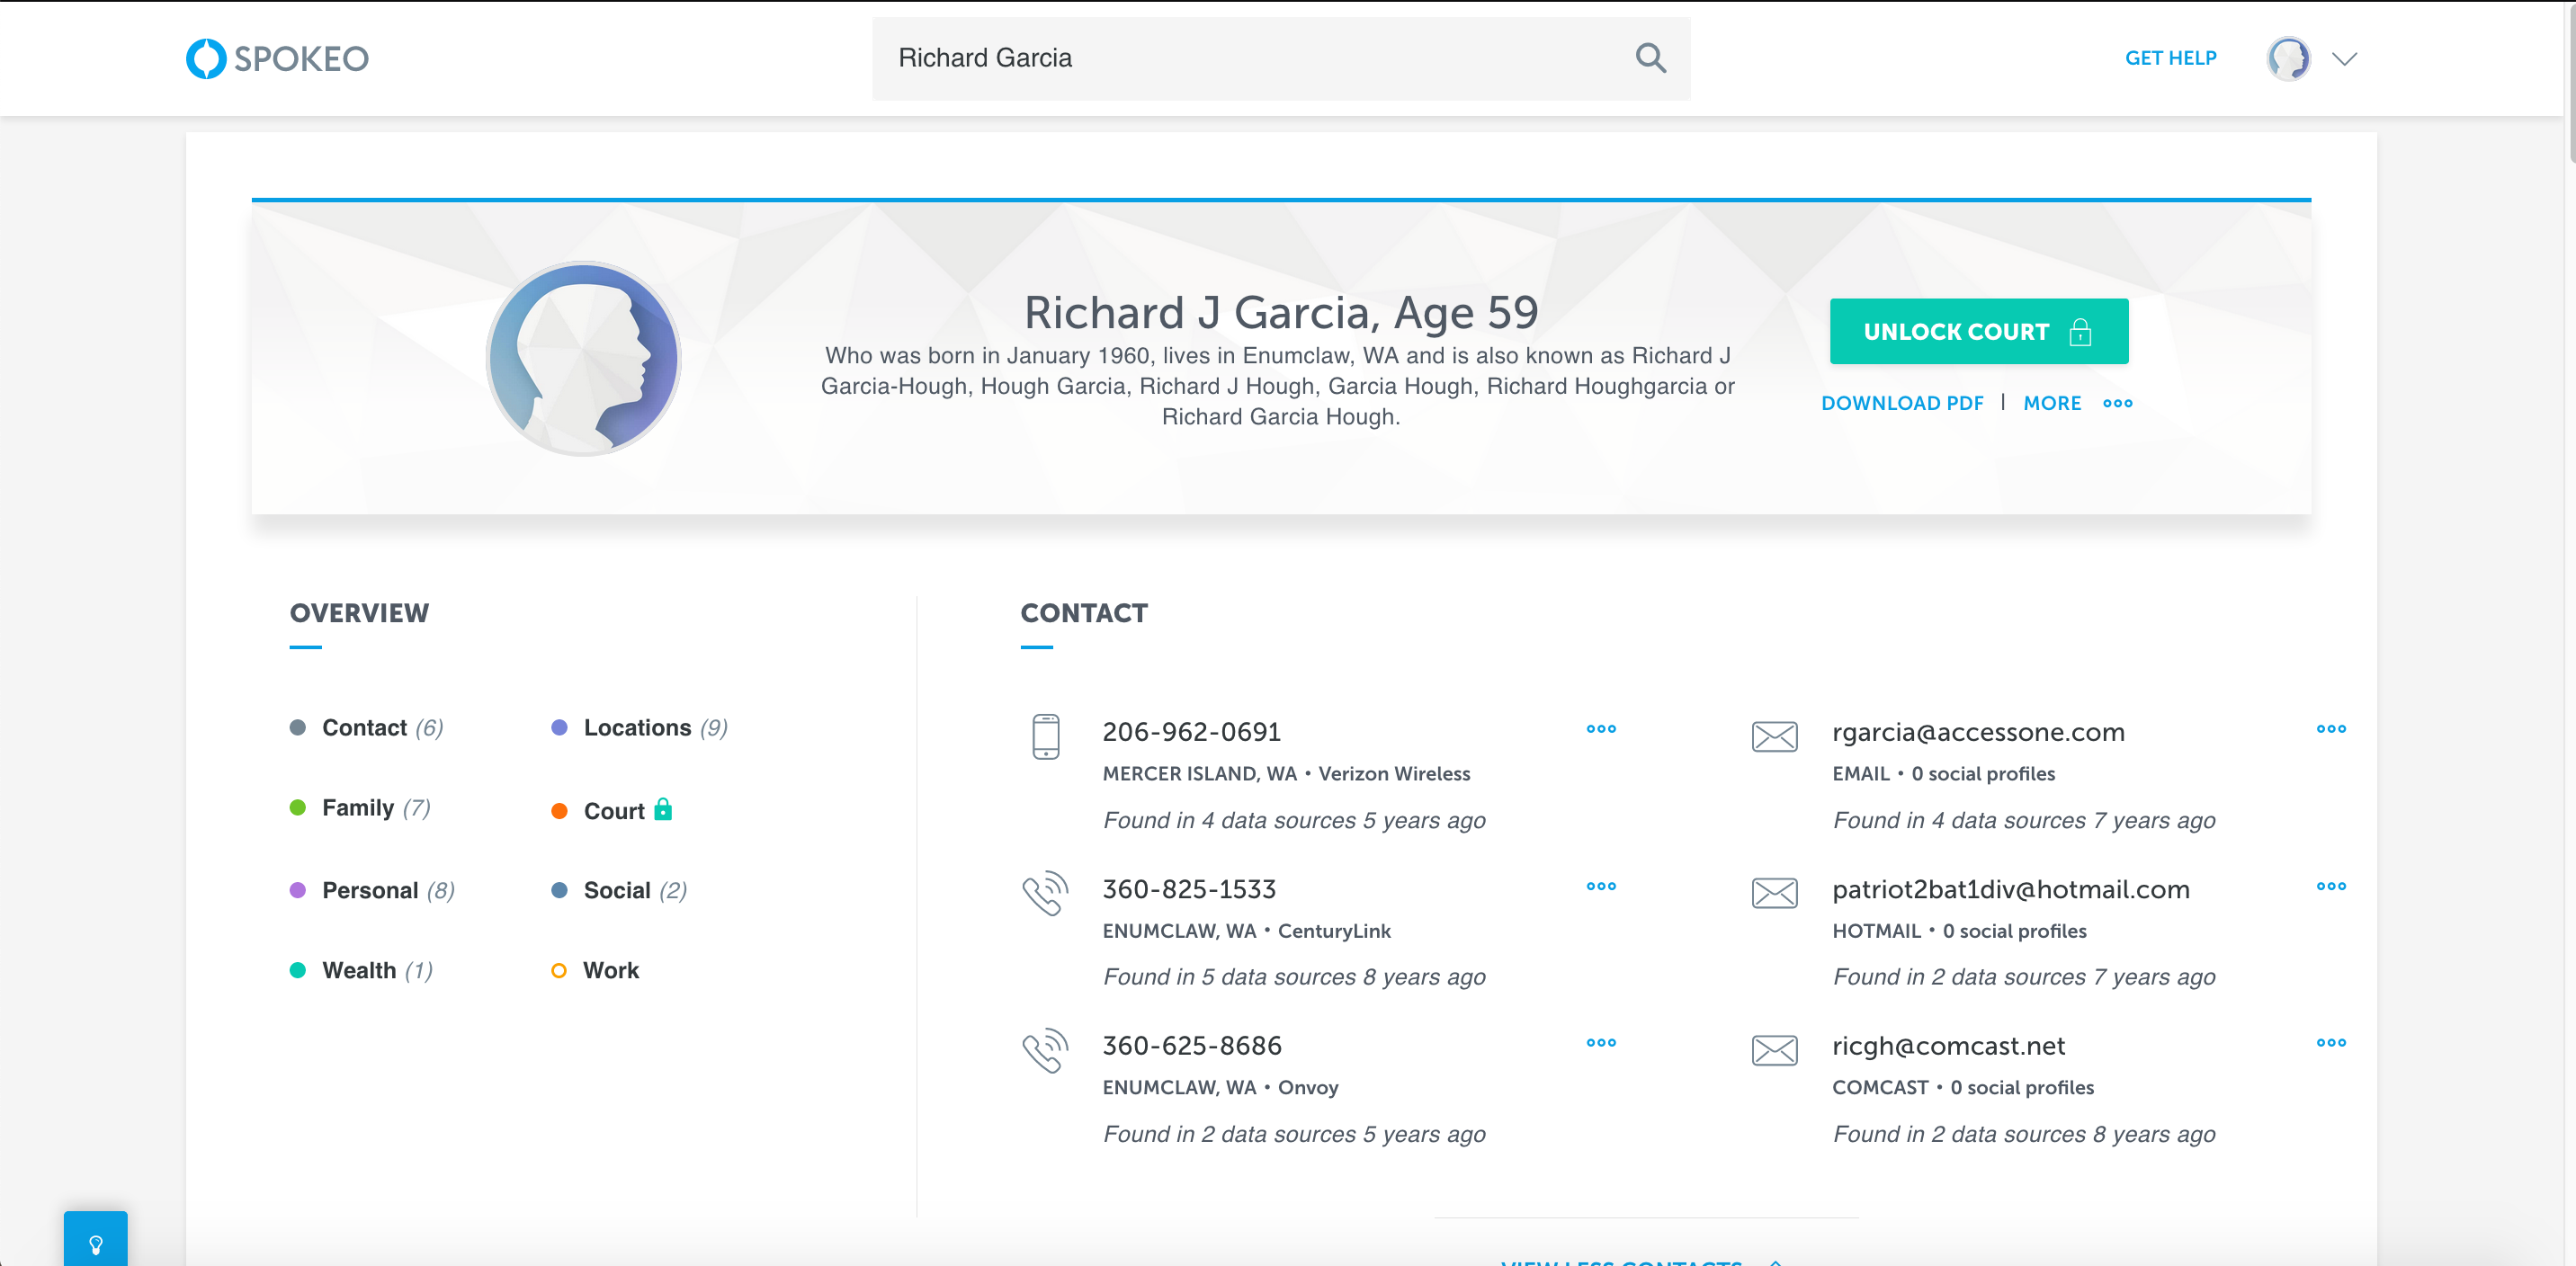 SPOKEO
Richard Garcia
GET HELP
Richard J Garcia, Age 59
Who was born in January 1960, lives in Enumclaw, WA and is also known as Richard J
Garcia-Hough, Hough Garcia, Richard J Hough, Garcia Hough, Richard Houghgarcia or
Richard Garcia Hough.
UNLOCK COURT
DOWNLOAD PDF | MORE
OVERVIEW
Contact (6)
Locations (9)
Family (7)
Court
Personal (8)
Social (2)
Wealth (1)
Work
CONTACT
206-962-0691
MERCER ISLAND, WA • Verizon Wireless
Found in 4 data sources 5 years ago
rgarcia@accessone.com
EMAIL • 0 social profiles
Found in 4 data sources 7 years ago
360-825-1533
ENUMCLAW, WA • CenturyLink
Found in 5 data sources 8 years ago
patriot2bat1div@hotmail.com
HOTMAIL • 0 social profiles
Found in 2 data sources 7 years ago
360-625-8686
ENUMCLAW, WA • Onvoy
Found in 2 data sources 5 years ago
ricgh@comcast.net
COMCAST • 0 social profiles
Found in 2 data sources 8 years ago
VIEW LESS CONTACTS